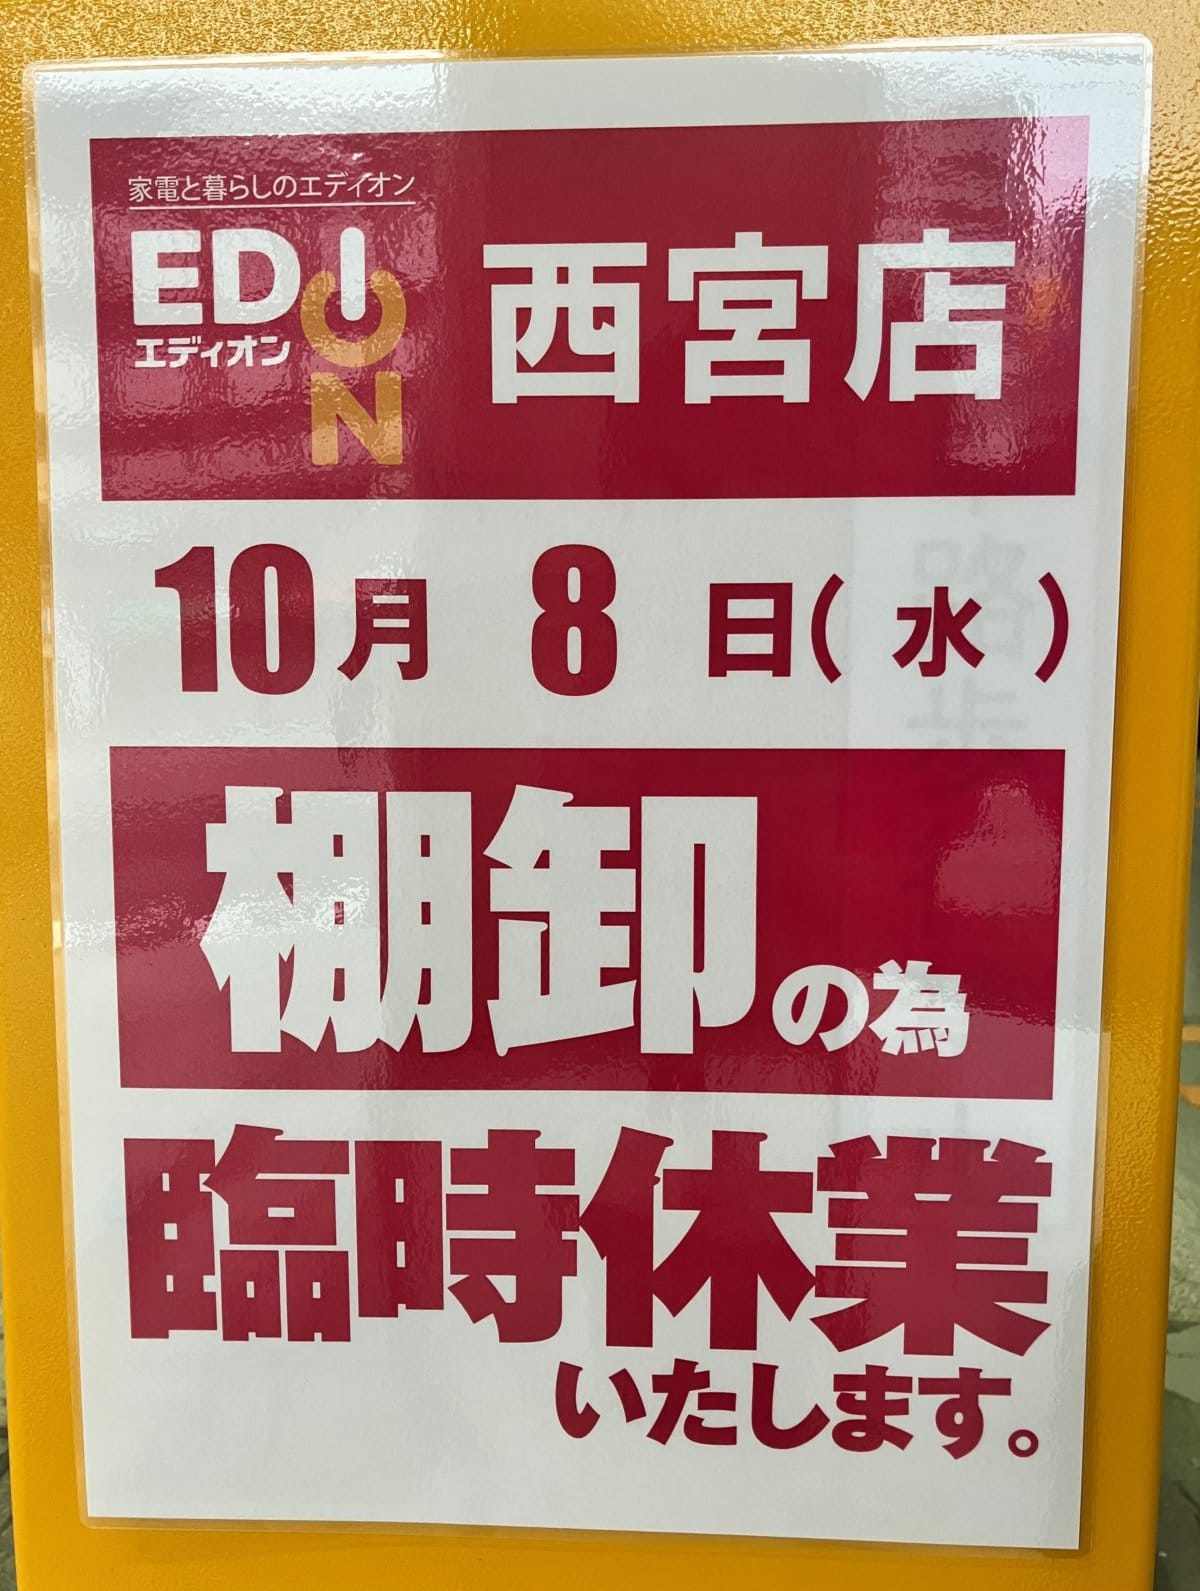 家電と暮らしのエディオン
EDION
エディオン
西宮店
10月 8 日( 水 )
棚卸の為
臨時休業
いたします。